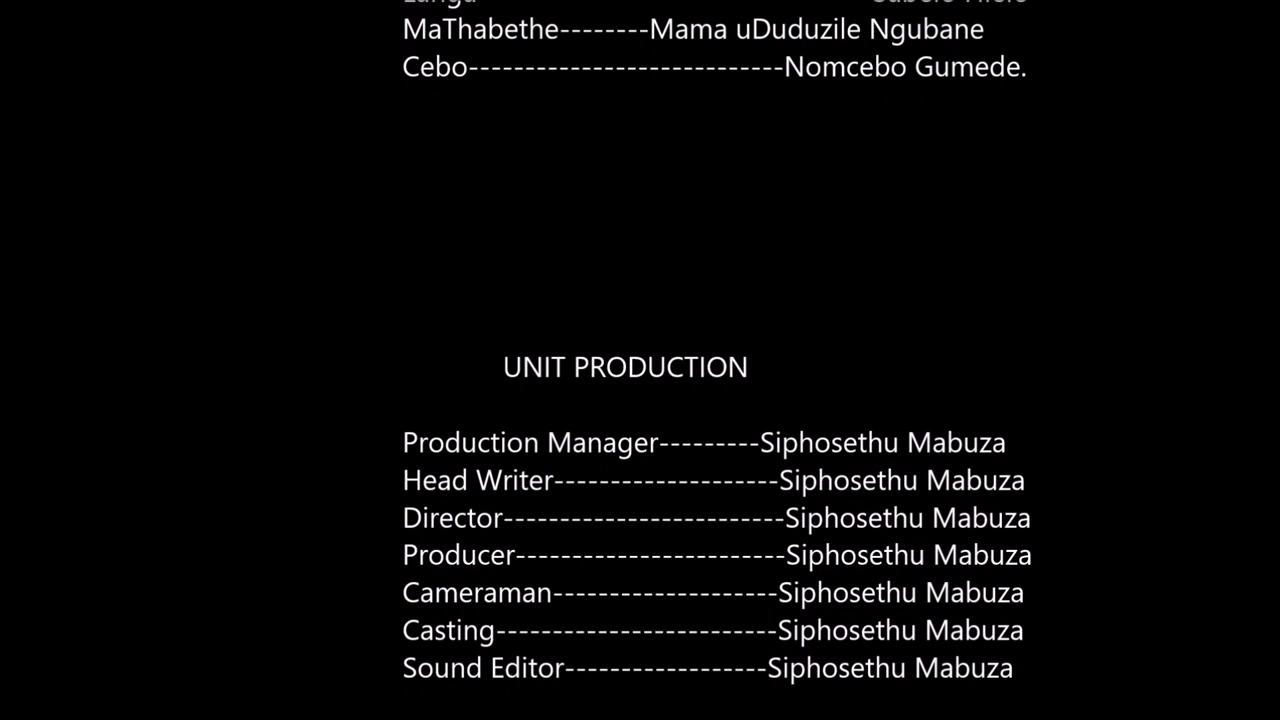 MaThabethe--------Mama uDuduzile Ngubane
Cebo----------------------------Nomcebo Gumede.
UNIT PRODUCTION
Production Manager---------Siphosethu Mabuza
Head Writer--------------------Siphosethu Mabuza
Director-------------------------Siphosethu Mabuza
Producer------------------------Siphosethu Mabuza
Cameraman--------------------Siphosethu Mabuza
Casting-------------------------Siphosethu Mabuza
Sound Editor------------------Siphosethu Mabuza